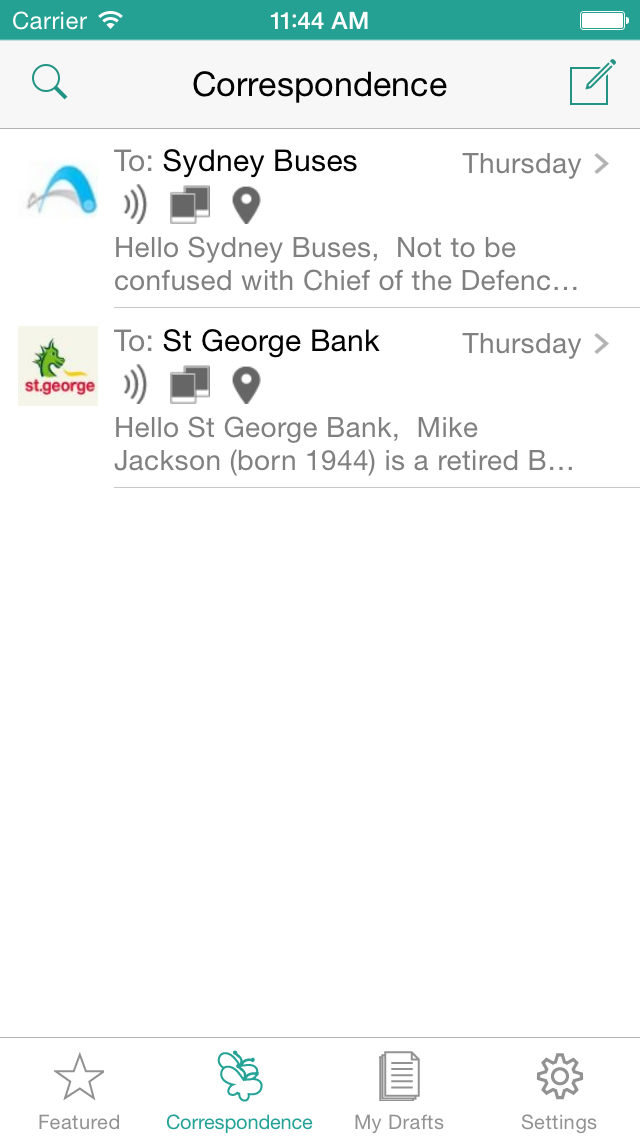 Carrier 11:44 AM
Correspondence
To: Sydney Buses Thursday
Hello Sydney Buses,  Not to be
confused with Chief of the Defenc...
st.george
To: St George Bank Thursday
Hello St George Bank,  Mike
Jackson (born 1944) is a retired B...
Featured Correspondence My Drafts Settings